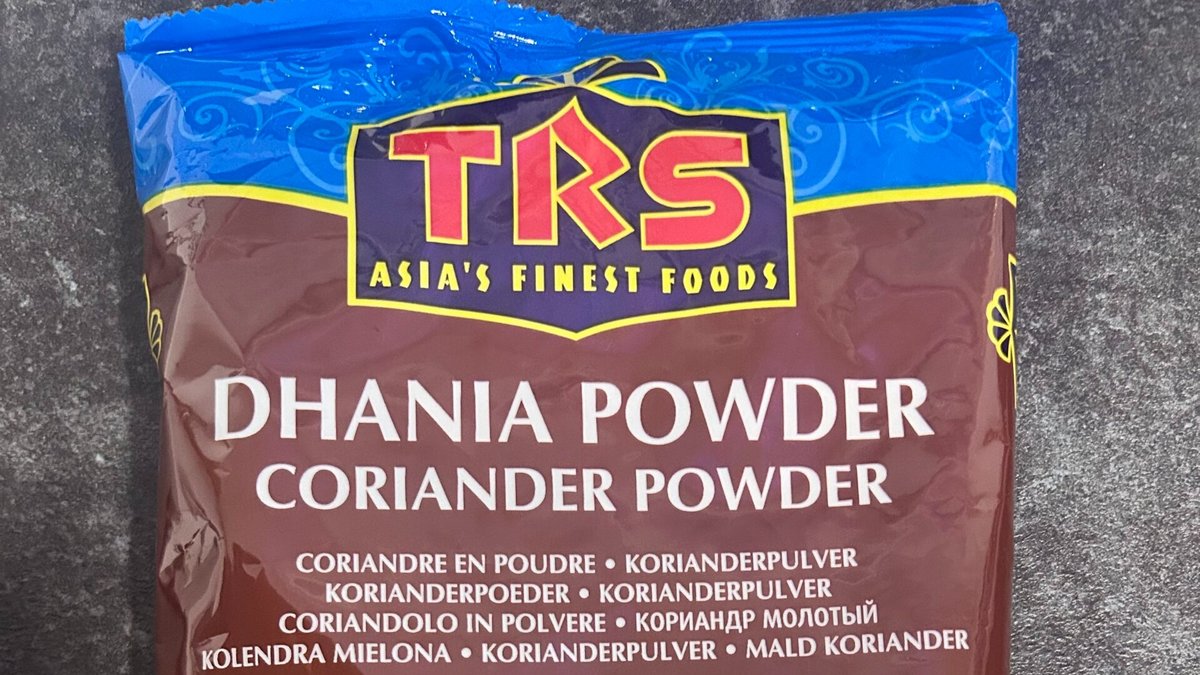 TRS
ASIA'S FINEST FOODS
DHANIA POWDER
CORIANDER POWDER
CORIANDRE EN POUDRE • KORIANDERPULVER
KORIANDERPOEDER • KORIANDERPULVER
CORIANDOLO IN POLVERE • КОРИАНДР МОЛОТЫЙ
KOLENDRA MIELONA • KORIANDERPULVER • MALD KORIANDER